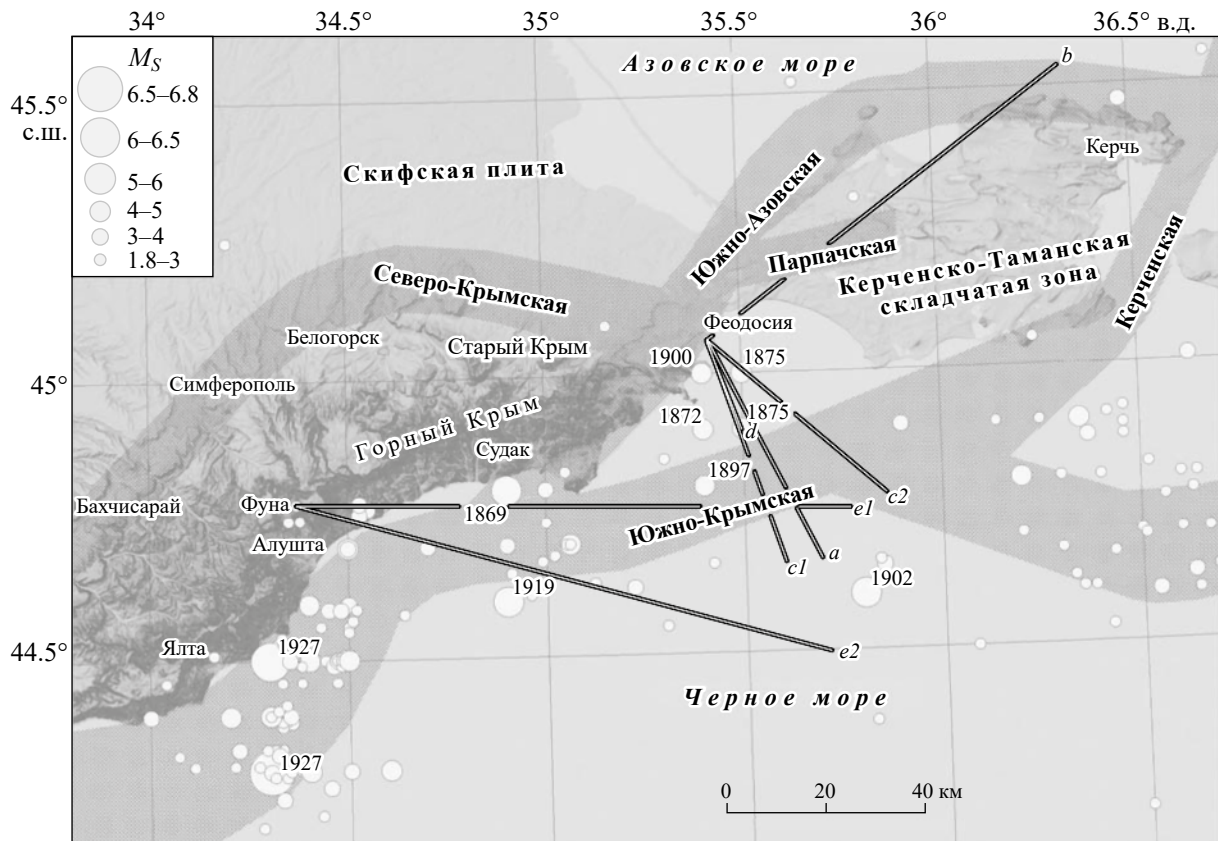 34° 34.5° 35° 35.5° 36° 36.5° в.д.
M_S
6.5–6.8
6–6.5
5–6
4–5
3–4
1.8–3
45.5°
с.ш.
45°
44.5°
Азовское море
b
Керчь
Скифская плита
Южно-Азовская
Парпачская
Керченско-Таманская
складчатая зона
Керченская
Северо-Крымская
Феодосия
Белогорск
Старый Крым
1900
1875
Симферополь
Горный Крым
1872
1875
d
Судак
1897
c2
Бахчисарай
Фуна
1869
Южно-Крымская
e1
Алушта
c1
a
1902
1919
Ялта
1927
e2
Черное море
1927
0 20 40 км